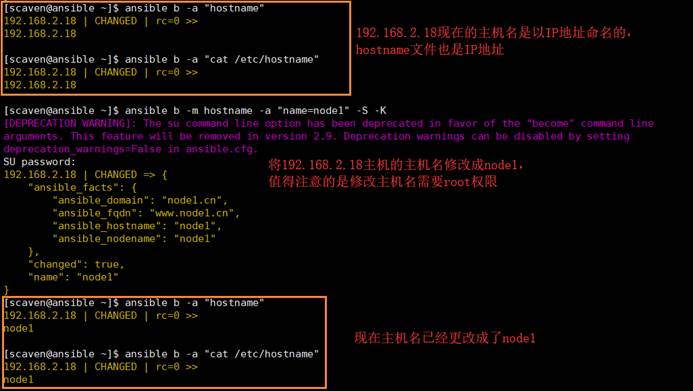 [scaven@ansible ~]$ ansible b -a "hostname"
192.168.2.18 | CHANGED | rc=0 >>
192.168.2.18
192.168.2.18现在的主机名是以IP地址命名的，
hostname文件也是IP地址
[scaven@ansible ~]$ ansible b -a "cat /etc/hostname"
192.168.2.18 | CHANGED | rc=0 >>
192.168.2.18
[scaven@ansible ~]$ ansible b -m hostname -a "name=node1" -S -K
[DEPRECATION WARNING]: The su command line option has been deprecated in favor of the "become" command line
arguments. This feature will be removed in version 2.9. Deprecation warnings can be disabled by setting
deprecation_warnings=False in ansible.cfg.
SU password:
192.168.2.18 | CHANGED => {
将192.168.2.18主机的主机名修改成node1，
值得注意的是修改主机名需要root权限
"ansible_facts": {
"ansible_domain": "node1.cn",
"ansible_fqdn": "www.node1.cn",
"ansible_hostname": "node1",
"ansible_nodename": "node1"
},
"changed": true,
"name": "node1"
}
[scaven@ansible ~]$ ansible b -a "hostname"
192.168.2.18 | CHANGED | rc=0 >>
node1
现在主机名已经更改成了node1
[scaven@ansible ~]$ ansible b -a "cat /etc/hostname"
192.168.2.18 | CHANGED | rc=0 >>
node1